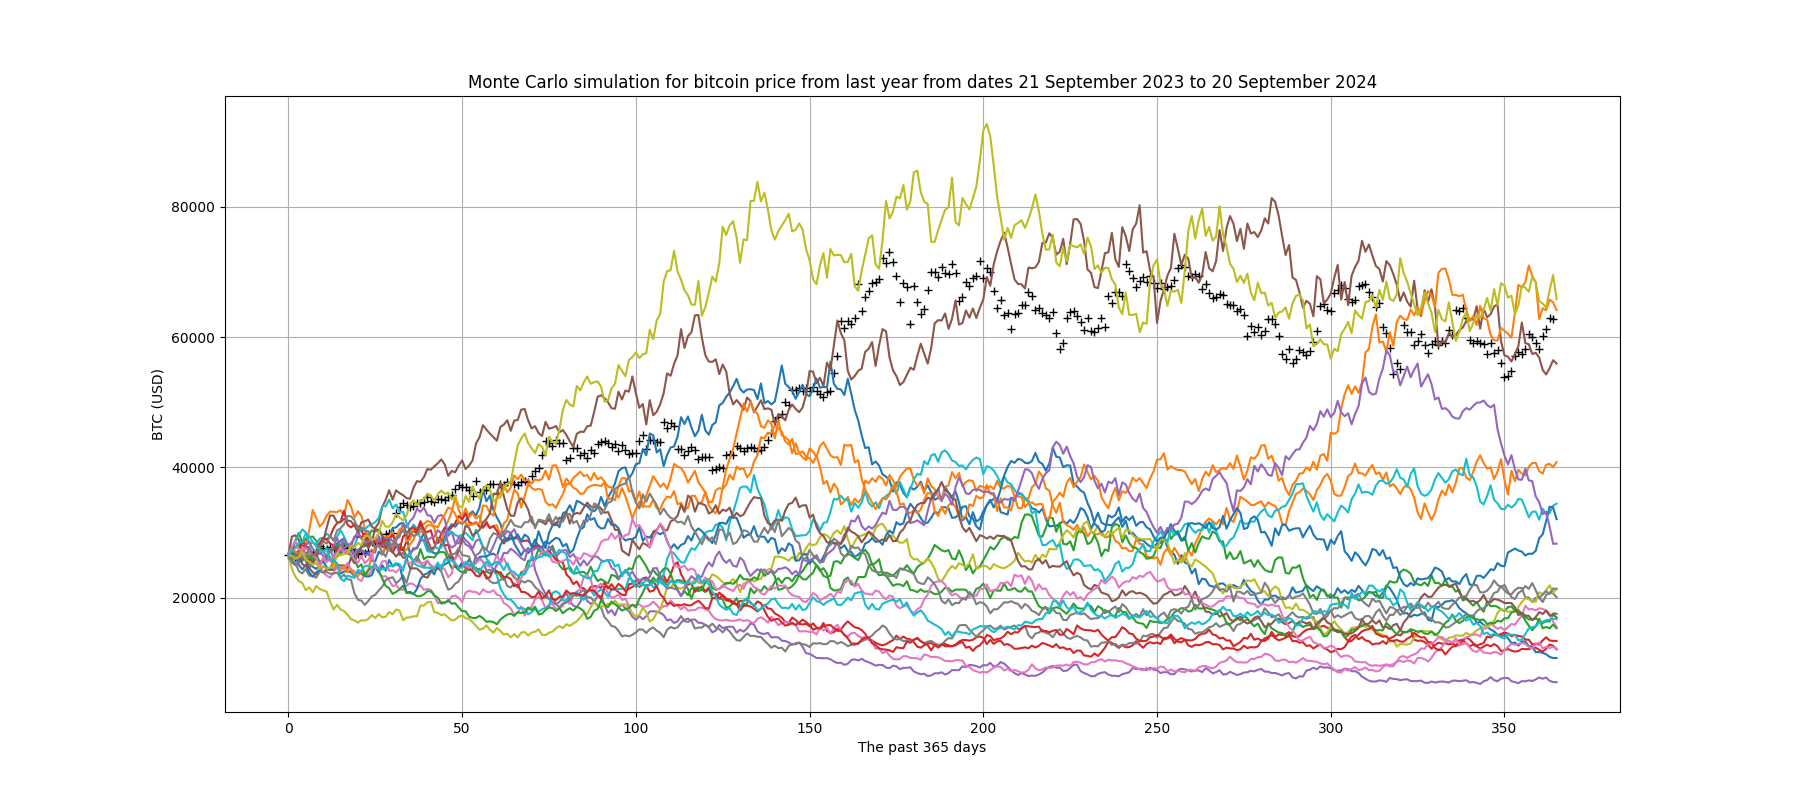 Monte Carlo simulation for bitcoin price from last year from dates 21 September 2023 to 20 September 2024
80000
60000
40000
20000
BTC (USD)
0 50 100 150 200 250 300 350
The past 365 days